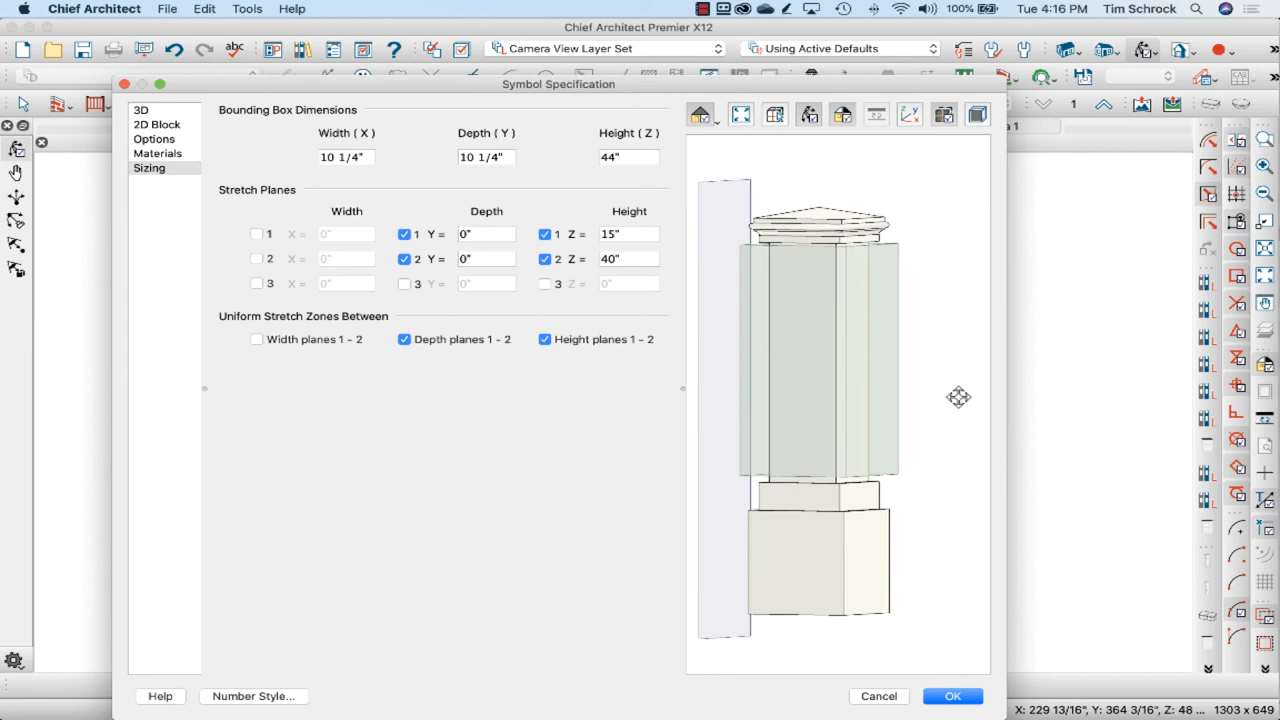 Chief Architect File Edit Tools Help 100% Tue 4:16 PM Tim Schrock
Chief Architect Premier X12
abc ? Camera View Layer Set Using Active Defaults
Symbol Specification
1
1
3D
2D Block
Options
Materials
Sizing
Bounding Box Dimensions
Width ( X ) Depth ( Y ) Height ( Z )
10 1/4" 10 1/4" 44"
Stretch Planes
Width Depth Height
1 X = 0" 1 Y = 0" 1 Z = 15"
2 X = 0" 2 Y = 0" 2 Z = 40"
3 X = 0" 3 Y = 0" 3 Z = 0"
Uniform Stretch Zones Between
Width planes 1 - 2 Depth planes 1 - 2 Height planes 1 - 2
Help Number Style... Cancel OK
X: 229 13/16", Y: 364 3/16", Z: 48 ... 1303 x 649